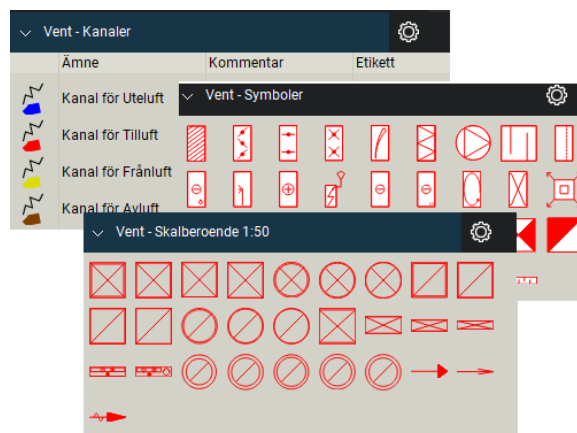 Vent - Kanaler
Ämne Kommentar Etikett
Kanal för Uteluft
Vent - Symboler
Kanal för Tilluft
Kanal för Frånluft
Kanal för Avluft
Vent - Skalberoende 1:50